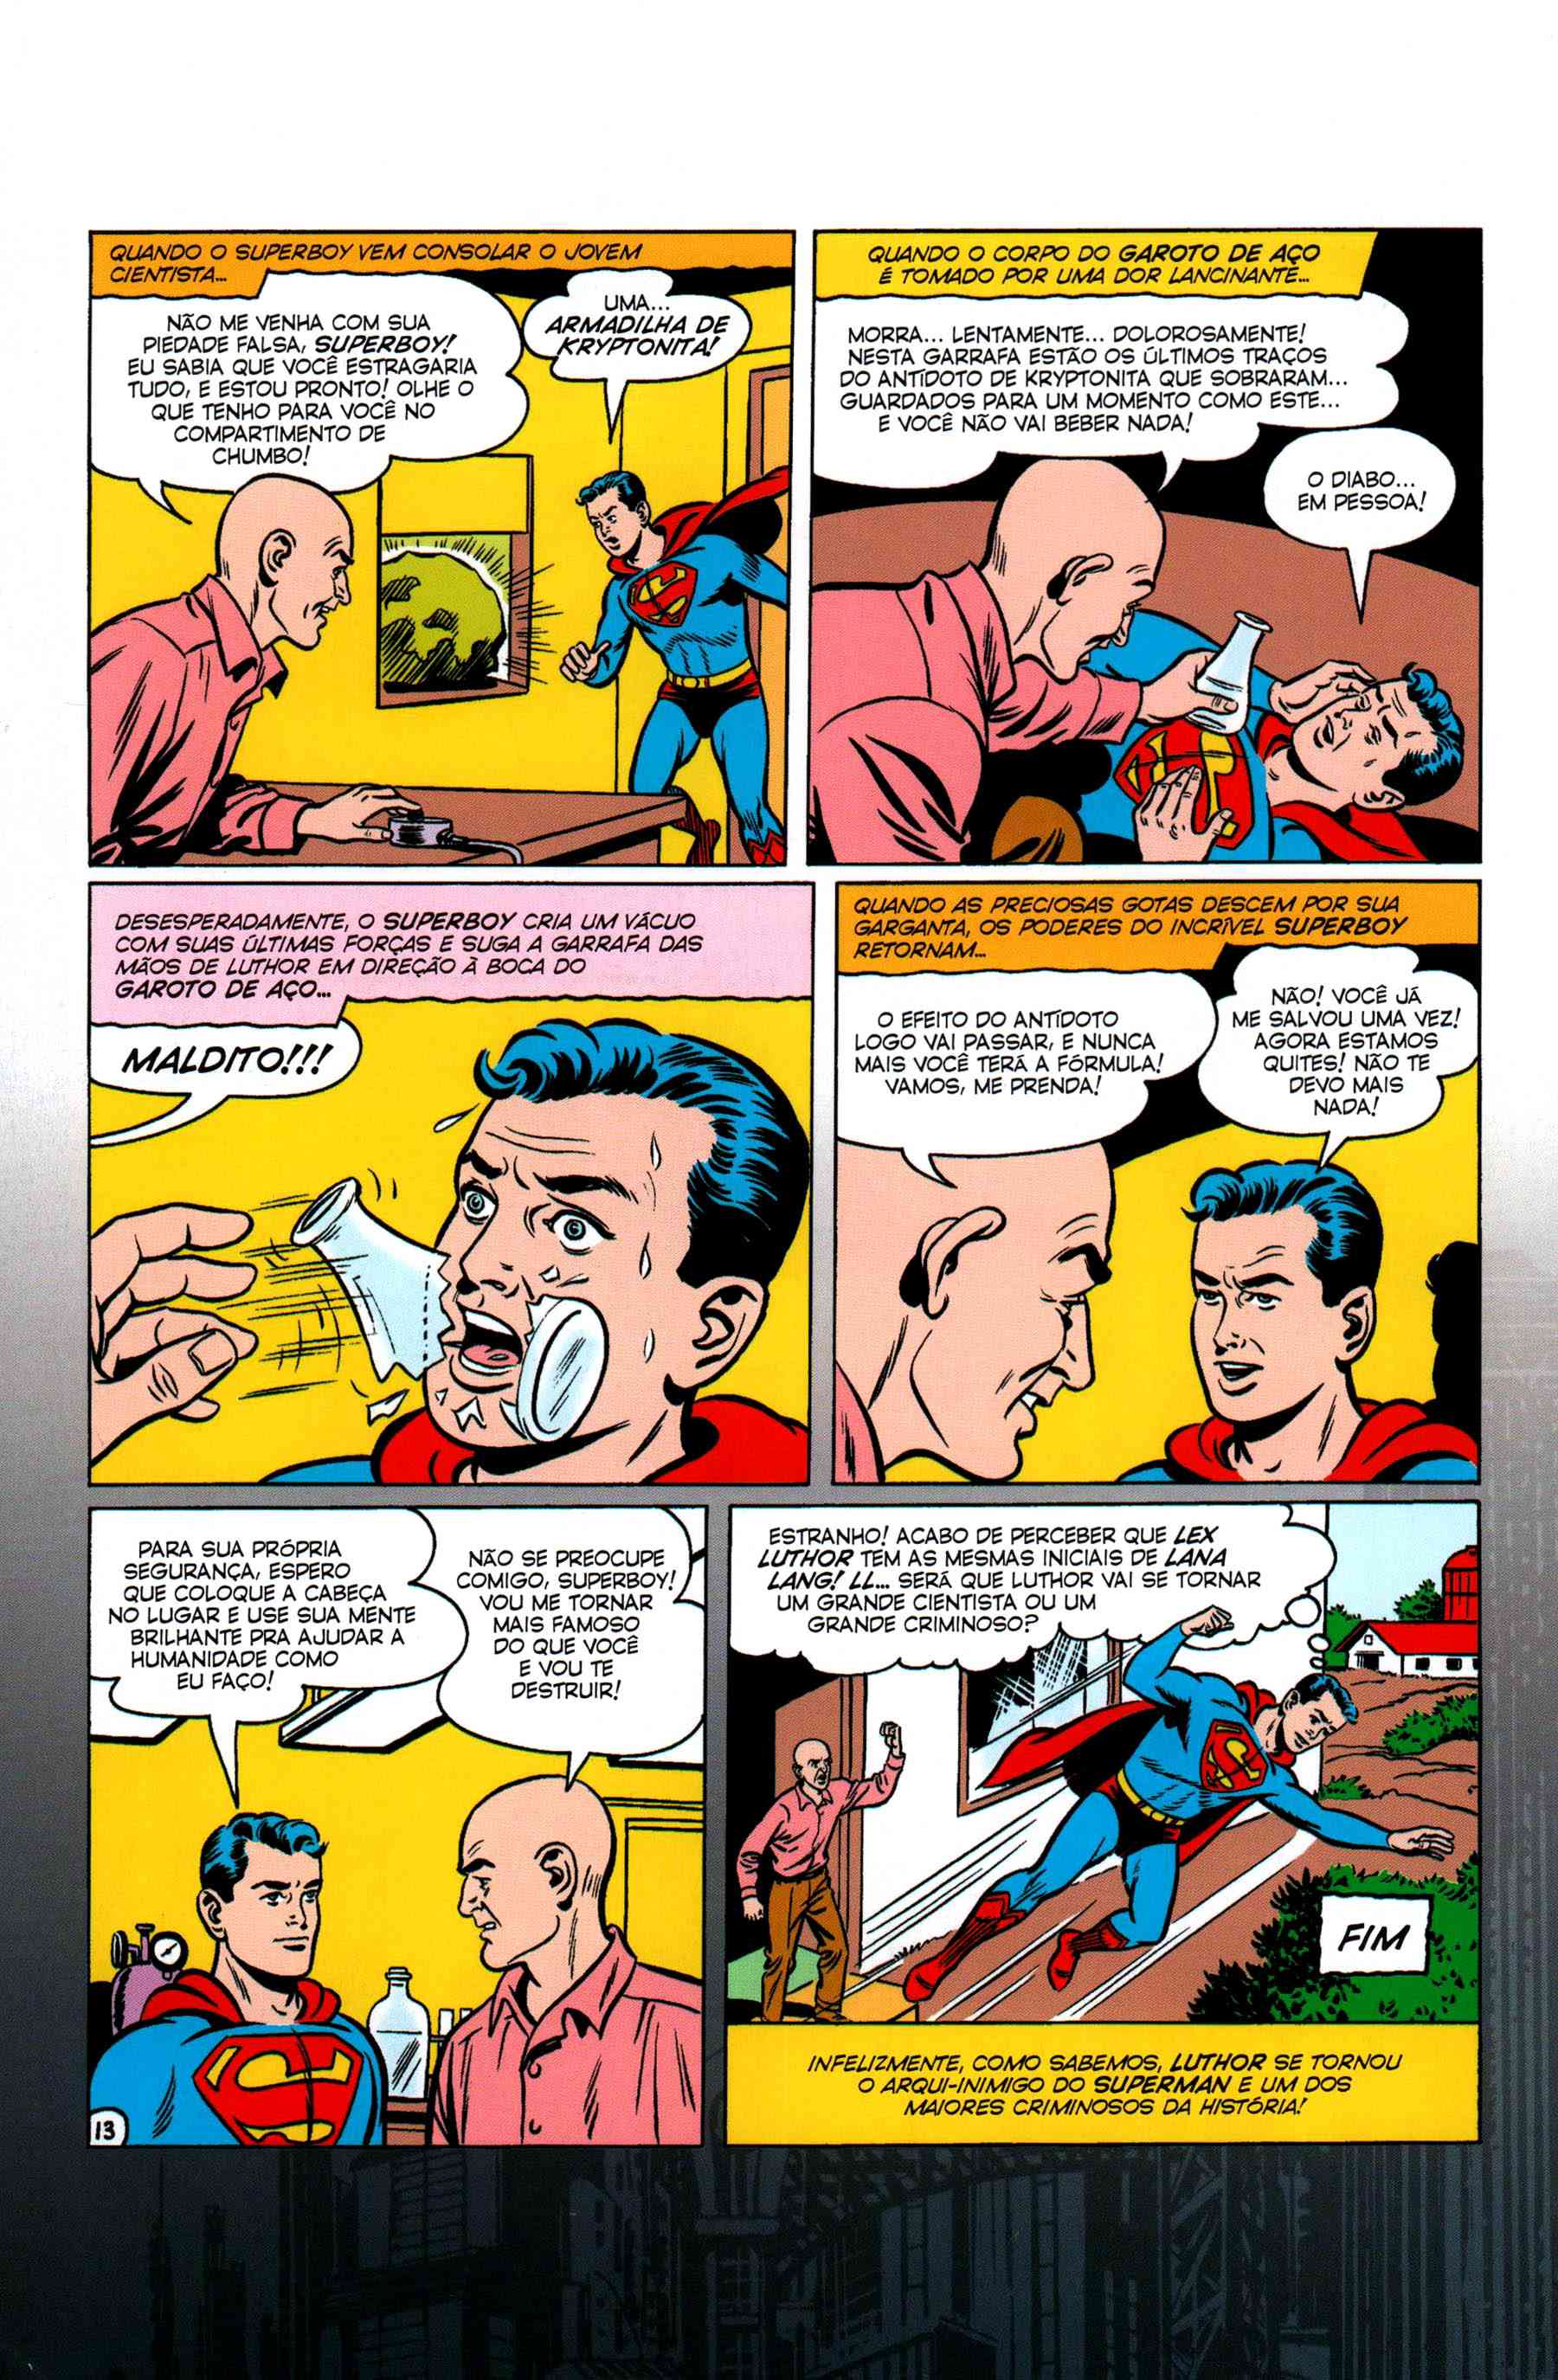 QUANDO O SUPERBOY VEM CONSOLAR O JOVEM
CIENTISTA...
NÃO ME VENHA COM SUA
PIEDADE FALSA, SUPERBOY!
EU SABIA QUE VOCÊ ESTRAGARIA
TUDO, E ESTOU PRONTO! OLHE O
QUE TENHO PARA VOCÊ NO
COMPARTIMENTO DE
CHUMBO!
UMA...
ARMADILHA DE
KRYPTONITA!
QUANDO O CORPO DO GAROTO DE AÇO
É TOMADO POR UMA DOR LANCINANTE...
MORRA... LENTAMENTE... DOLOROSAMENTE!
NESTA GARRAFA ESTÃO OS ÚLTIMOS TRAÇOS
DO ANTÍDOTO DE KRYPTONITA QUE SOBRARAM...
GUARDADOS PARA UM MOMENTO COMO ESTE...
E VOCÊ NÃO VAI BEBER NADA!
O DIABO...
EM PESSOA!
DESESPERADAMENTE, O SUPERBOY CRIA UM VÁCUO
COM SUAS ÚLTIMAS FORÇAS E SUGA A GARRAFA DAS
MÃOS DE LUTHOR EM DIREÇÃO À BOCA DO
GAROTO DE AÇO...
MALDITO!!!
QUANDO AS PRECIOSAS GOTAS DESCEM POR SUA
GARGANTA, OS PODERES DO INCRÍVEL SUPERBOY
RETORNAM...
O EFEITO DO ANTÍDOTO
LOGO VAI PASSAR, E NUNCA
MAIS VOCÊ TERÁ A FÓRMULA!
VAMOS, ME PRENDA!
NÃO! VOCÊ JÁ
ME SALVOU UMA VEZ!
AGORA ESTAMOS
QUITES! NÃO TE
DEVO MAIS
NADA!
PARA SUA PRÓPRIA
SEGURANÇA, ESPERO
QUE COLOQUE A CABEÇA
NO LUGAR E USE SUA MENTE
BRILHANTE PRA AJUDAR A
HUMANIDADE COMO
EU FAÇO!
NÃO SE PREOCUPE
COMIGO, SUPERBOY!
VOU ME TORNAR
MAIS FAMOSO
DO QUE VOCÊ
E VOU TE
DESTRUIR!
13
ESTRANHO! ACABO DE PERCEBER QUE LEX
LUTHOR TEM AS MESMAS INICIAIS DE LANA
LANG! LL... SERÁ QUE LUTHOR VAI SE TORNAR
UM GRANDE CIENTISTA OU UM
GRANDE CRIMINOSO?
FIM
INFELIZMENTE, COMO SABEMOS, LUTHOR SE TORNOU
O ARQUI-INIMIGO DO SUPERMAN E UM DOS
MAIORES CRIMINOSOS DA HISTÓRIA!